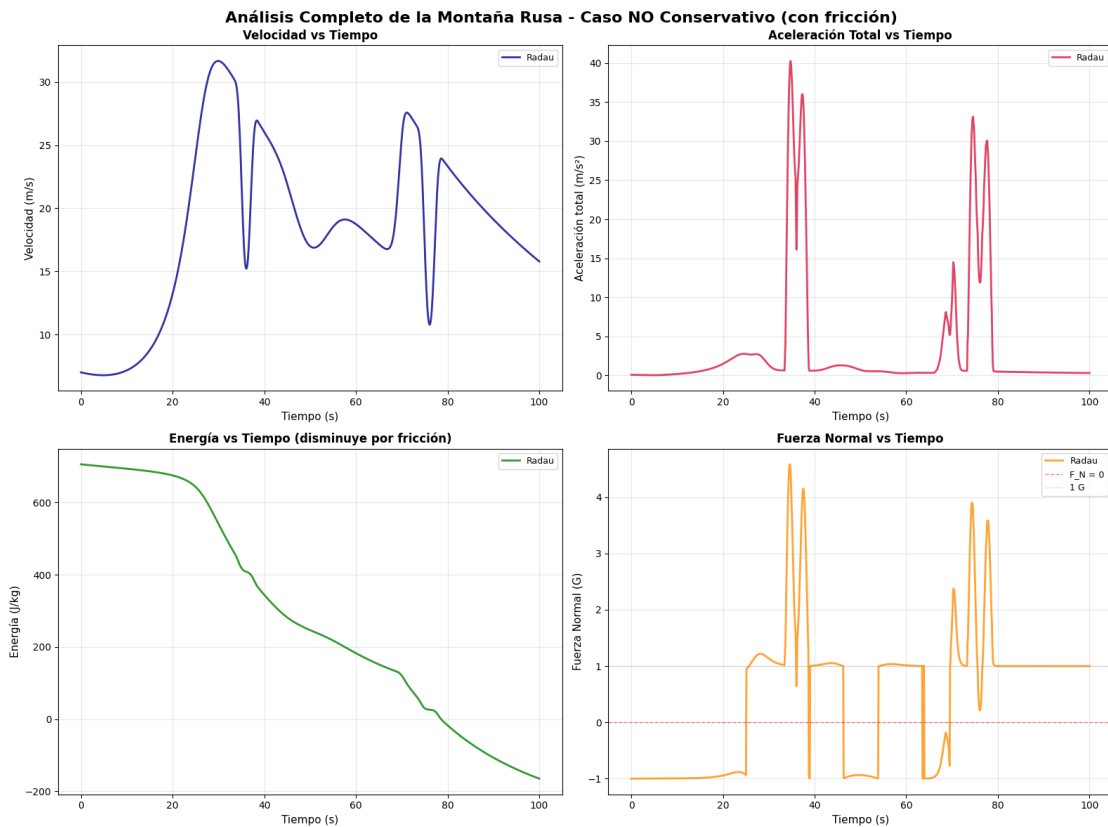 Análisis Completo de la Montaña Rusa - Caso NO Conservativo (con fricción)
Velocidad vs Tiempo
Radau
Velocidad (m/s)
30
25
20
15
10
0 20 40 60 80 100
Tiempo (s)
Aceleración Total vs Tiempo
Radau
Aceleración total (m/s²)
40
35
30
25
20
15
10
5
0
0 20 40 60 80 100
Tiempo (s)
Energía vs Tiempo (disminuye por fricción)
Radau
Energía (J/kg)
600
400
200
0
−200
0 20 40 60 80 100
Tiempo (s)
Fuerza Normal vs Tiempo
Radau
F_N = 0
1 G
Fuerza Normal (G)
4
3
2
1
0
−1
0 20 40 60 80 100
Tiempo (s)